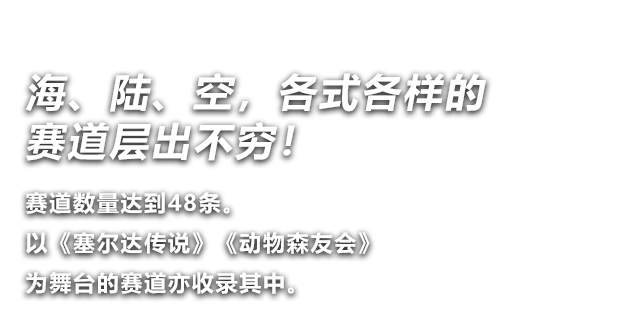 海、陆、空，各式各样的
赛道层出不穷！
赛道数量达到48条。
以《塞尔达传说》《动物森友会》
为舞台的赛道亦收录其中。